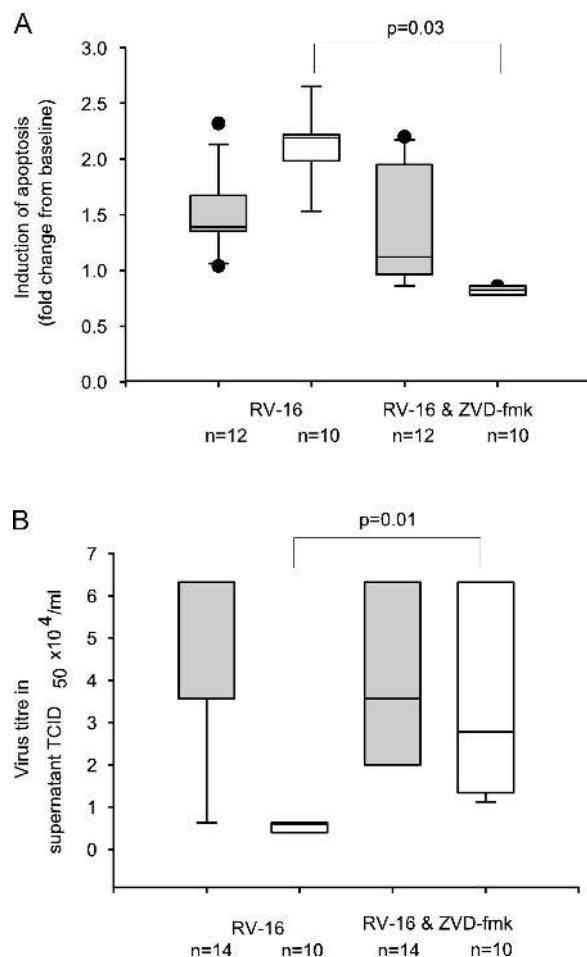 A
p=0.03
Induction of apoptosis
(fold change from baseline)
3.0
2.5
2.0
1.5
1.0
0.5
0.0
RV-16
RV-16 & ZVD-fmk
n=12
n=10
n=12
n=10
B
p=0.01
Virus titre in
supernatant TCID 50 x10 4/ml
7
6
5
4
3
2
1
0
RV-16
RV-16 & ZVD-fmk
n=14
n=10
n=14
n=10